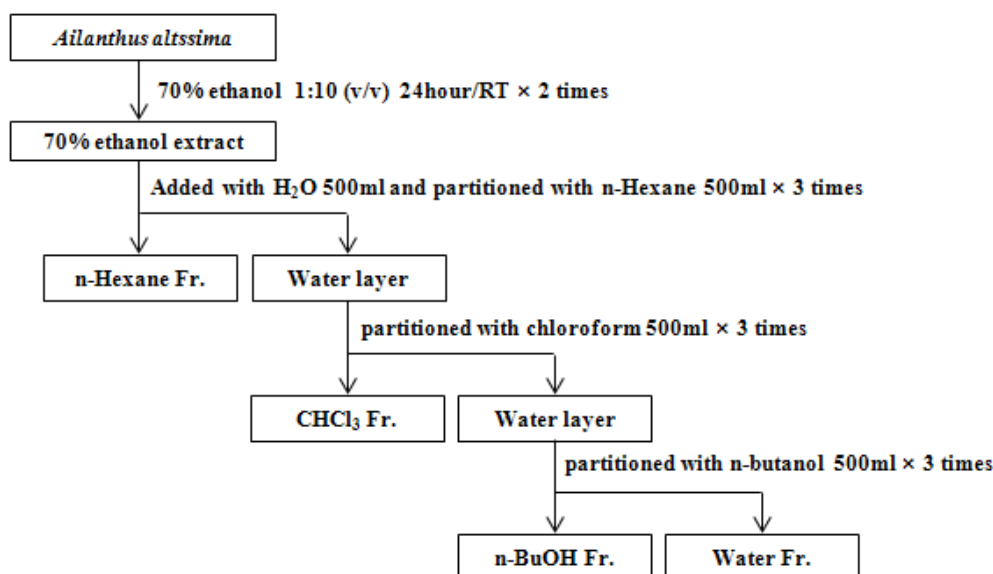 Ailanthus altssima
70% ethanol 1:10 (v/v) 24hour/RT × 2 times
70% ethanol extract
Added with H₂O 500ml and partitioned with n-Hexane 500ml × 3 times
n-Hexane Fr.
Water layer
partitioned with chloroform 500ml × 3 times
CHCl₃ Fr.
Water layer
partitioned with n-butanol 500ml × 3 times
n-BuOH Fr.
Water Fr.